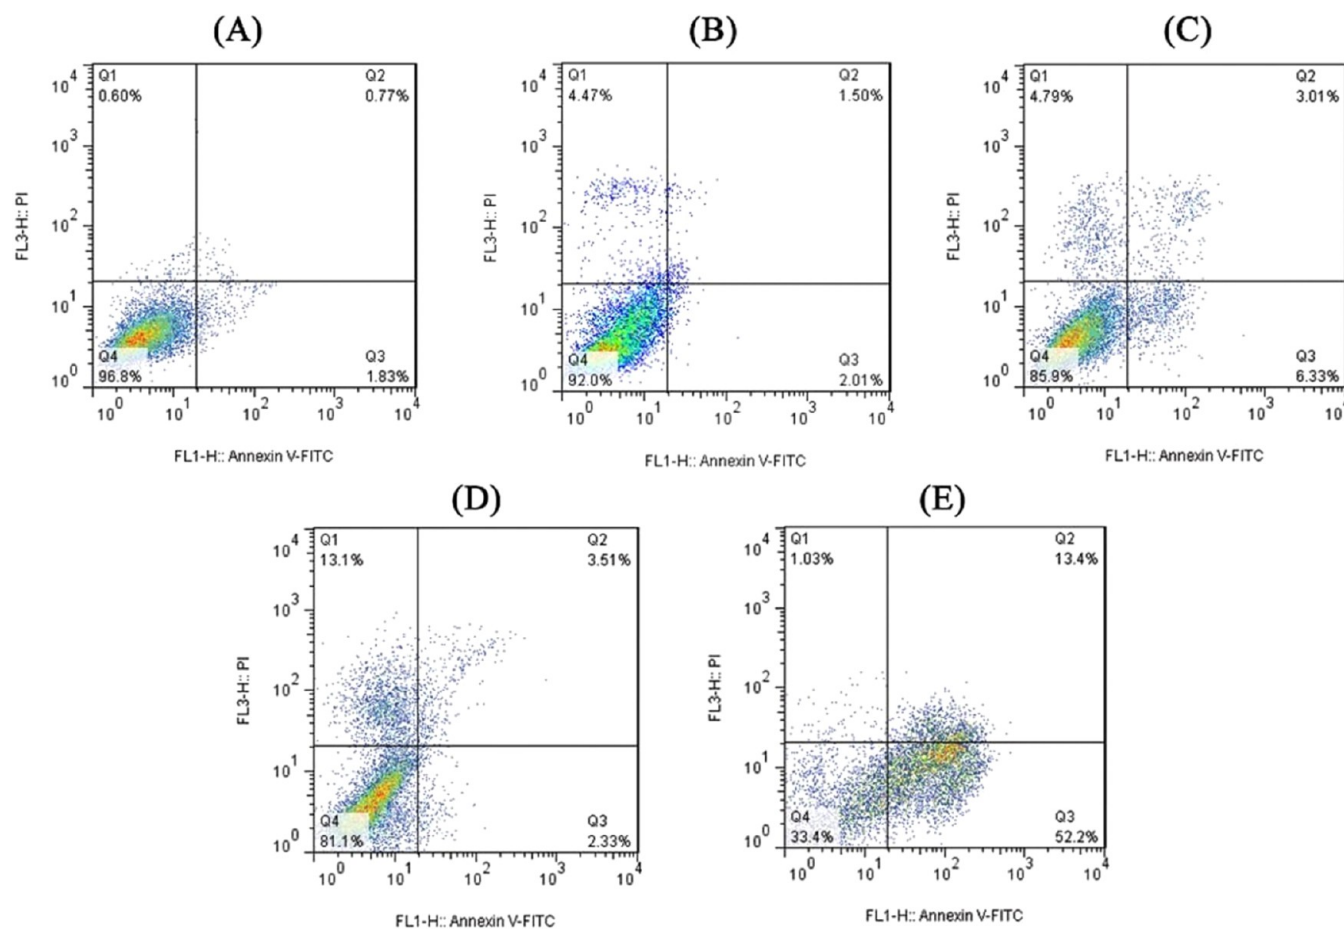 (A)
(B)
(C)
Q1
0.60%
Q2
0.77%
Q4
96.8%
Q3
1.83%
10^4
10^3
10^2
10^1
10^0
10^0 10^1 10^2 10^3 10^4
FL3-H:: PI
FL1-H:: Annexin V-FITC
Q1
4.47%
Q2
1.50%
Q4
92.0%
Q3
2.01%
10^4
10^3
10^2
10^1
10^0
10^0 10^1 10^2 10^3 10^4
FL3-H:: PI
FL1-H:: Annexin V-FITC
Q1
4.79%
Q2
3.01%
Q4
85.9%
Q3
6.33%
10^4
10^3
10^2
10^1
10^0
10^0 10^1 10^2 10^3
FL3-H:: PI
FL1-H:: Annexin V-FITC
(D)
(E)
Q1
13.1%
Q2
3.51%
Q4
81.1%
Q3
2.33%
10^4
10^3
10^2
10^1
10^0
10^0 10^1 10^2 10^3 10^4
FL3-H:: PI
FL1-H:: Annexin V-FITC
Q1
1.03%
Q2
13.4%
Q4
33.4%
Q3
52.2%
10^4
10^3
10^2
10^1
10^0
10^0 10^1 10^2 10^3 10^4
FL3-H:: PI
FL1-H:: Annexin V-FITC